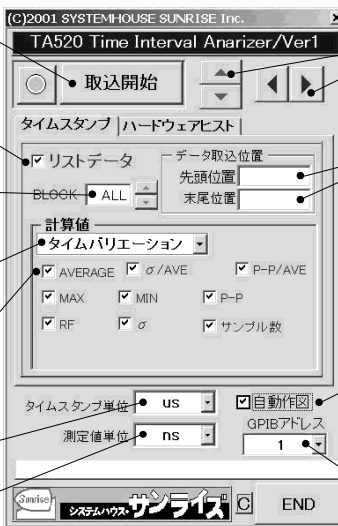 (C)2001 SYSTEMHOUSE SUNRISE Inc.
TA520 Time Interval Anarizer/Ver1
取込開始
タイムスタンプ ハードウェアヒスト
リストデータ
データ取込位置
先頭位置
BLOCK ALL
末尾位置
計算値
タイムバリエーション
AVERAGE σ/AVE P-P/AVE
MAX MIN P-P
RF σ サンプル数
タイムスタンプ単位 us 自動作図
測定値単位 ns GPIBアドレス
1
Sunrise システムハウス・サンライズ C END